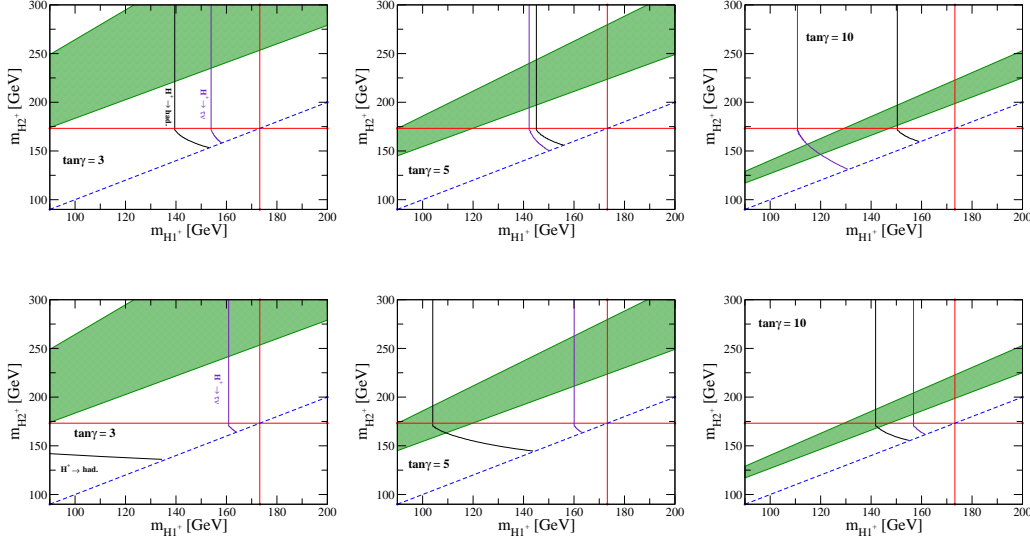 300
250
200
150
100
m_{H2^+} [GeV]
H^+ → had.
H^+ → τν
tanγ = 3
100 120 140 160 180 200
m_{H1^+} [GeV]
300
250
200
150
100
m_{H2^+} [GeV]
tanγ = 5
100 120 140 160 180 200
m_{H1^+} [GeV]
300
250
200
150
100
m_{H2^+} [GeV]
tanγ = 10
100 120 140 160 180 200
m_{H1^+} [GeV]
300
250
200
150
100
m_{H2^+} [GeV]
H^+ → τν
tanγ = 3
H^+ → had.
100 120 140 160 180 200
m_{H1^+} [GeV]
300
250
200
150
100
m_{H2^+} [GeV]
tanγ = 5
100 120 140 160 180 200
m_{H1^+} [GeV]
300
250
200
150
100
m_{H2^+} [GeV]
tanγ = 10
100 120 140 160 180 200
m_{H1^+} [GeV]